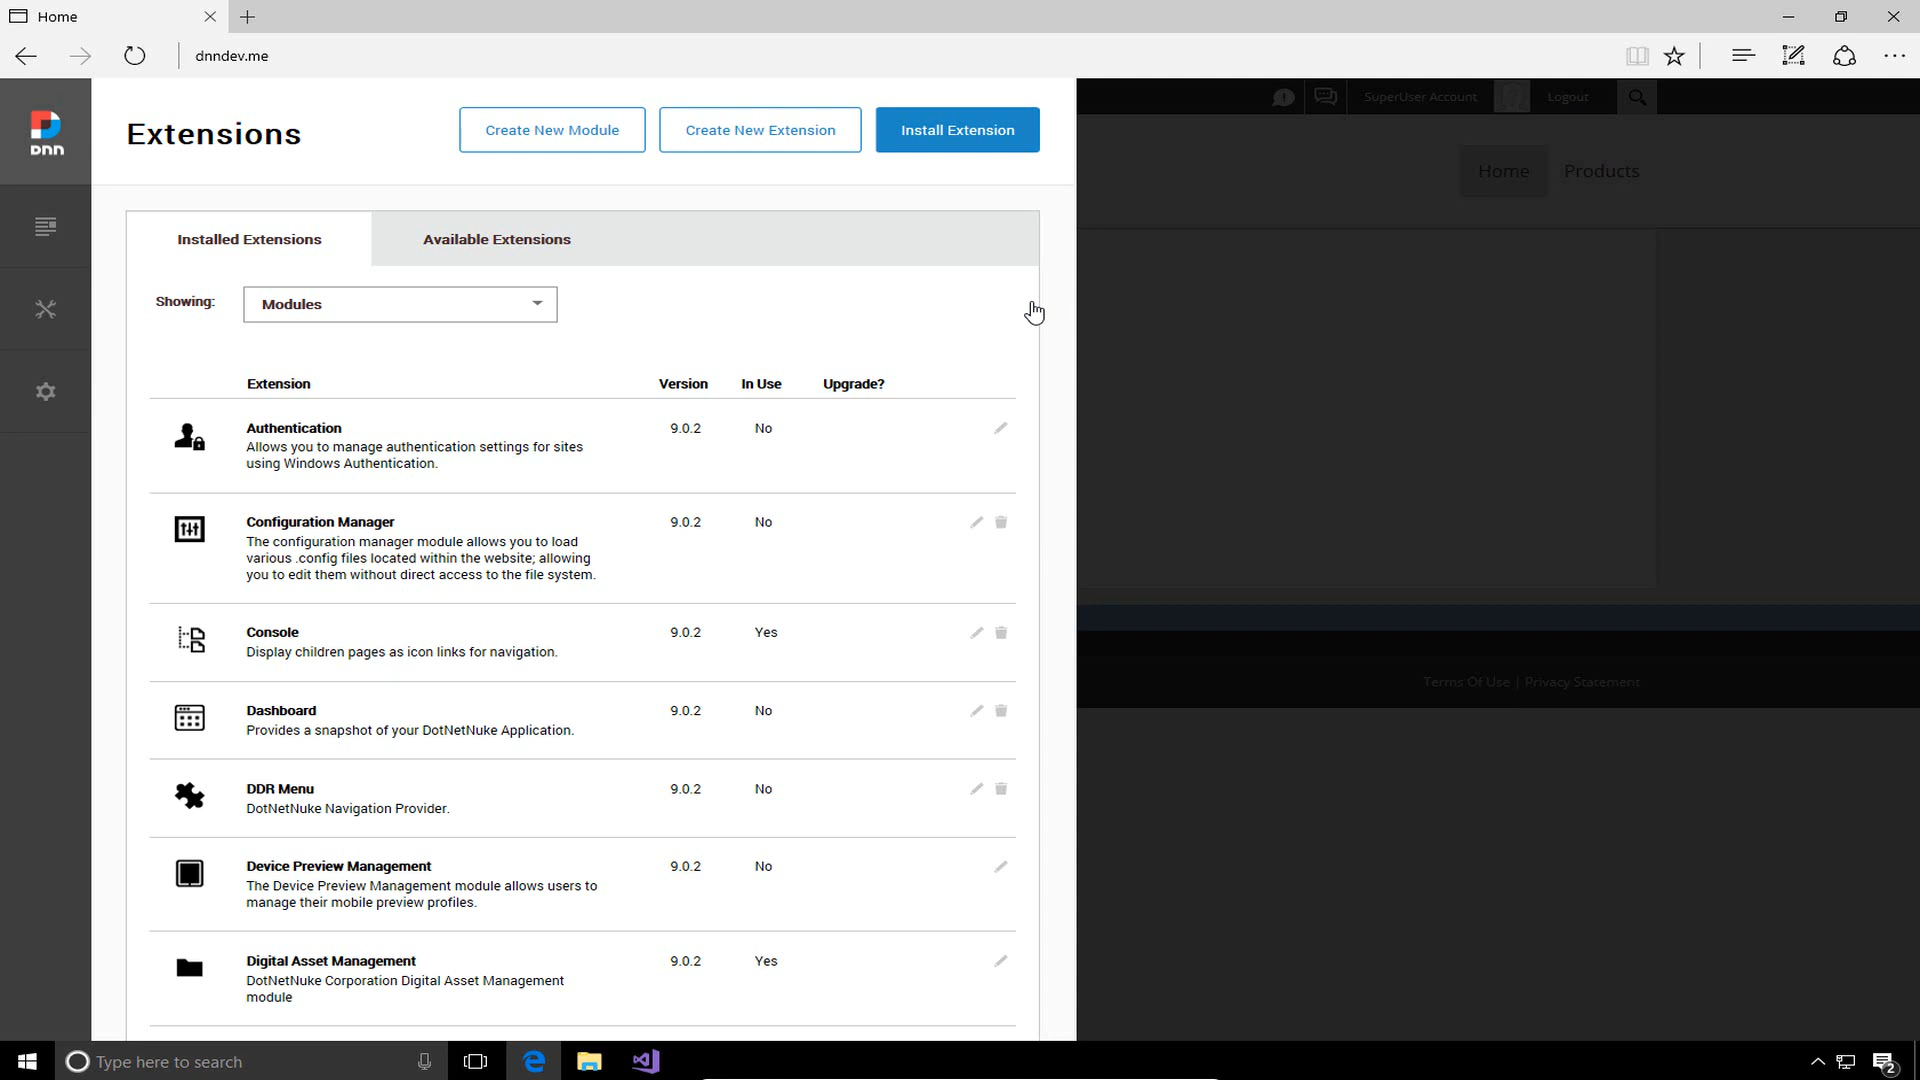 Home
dnndev.me
DNN
Extensions
Create New Module
Create New Extension
Install Extension
SuperUser Account
Logout
Home
Products
Installed Extensions
Available Extensions
Showing:
Modules
Extension Version In Use Upgrade?
Authentication 9.0.2 No
Allows you to manage authentication settings for sites
using Windows Authentication.
Configuration Manager 9.0.2 No
The configuration manager module allows you to load
various .config files located within the website; allowing
you to edit them without direct access to the file system.
Console 9.0.2 Yes
Display children pages as icon links for navigation.
Dashboard 9.0.2 No
Provides a snapshot of your DotNetNuke Application.
DDR Menu 9.0.2 No
DotNetNuke Navigation Provider.
Device Preview Management 9.0.2 No
The Device Preview Management module allows users to
manage their mobile preview profiles.
Digital Asset Management 9.0.2 Yes
DotNetNuke Corporation Digital Asset Management
module
Terms Of Use | Privacy Statement
Type here to search
2